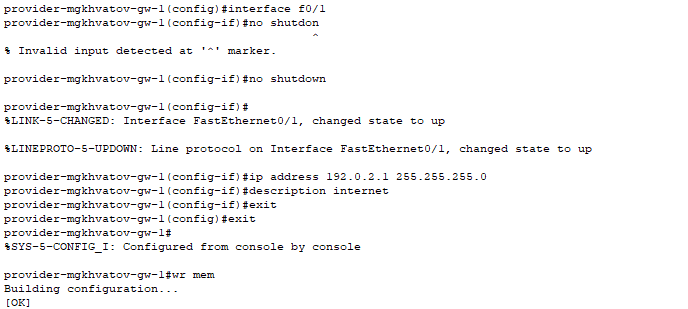 provider-mgkhvatov-gw-1(config)#interface f0/1
provider-mgkhvatov-gw-1(config-if)#no shutdon
^
% Invalid input detected at '^' marker.
provider-mgkhvatov-gw-1(config-if)#no shutdown
provider-mgkhvatov-gw-1(config-if)#
%LINK-5-CHANGED: Interface FastEthernet0/1, changed state to up
%LINEPROTO-5-UPDOWN: Line protocol on Interface FastEthernet0/1, changed state to up
provider-mgkhvatov-gw-1(config-if)#ip address 192.0.2.1 255.255.255.0
provider-mgkhvatov-gw-1(config-if)#description internet
provider-mgkhvatov-gw-1(config-if)#exit
provider-mgkhvatov-gw-1(config)#exit
provider-mgkhvatov-gw-1#
%SYS-5-CONFIG_I: Configured from console by console
provider-mgkhvatov-gw-1#wr mem
Building configuration...
[OK]